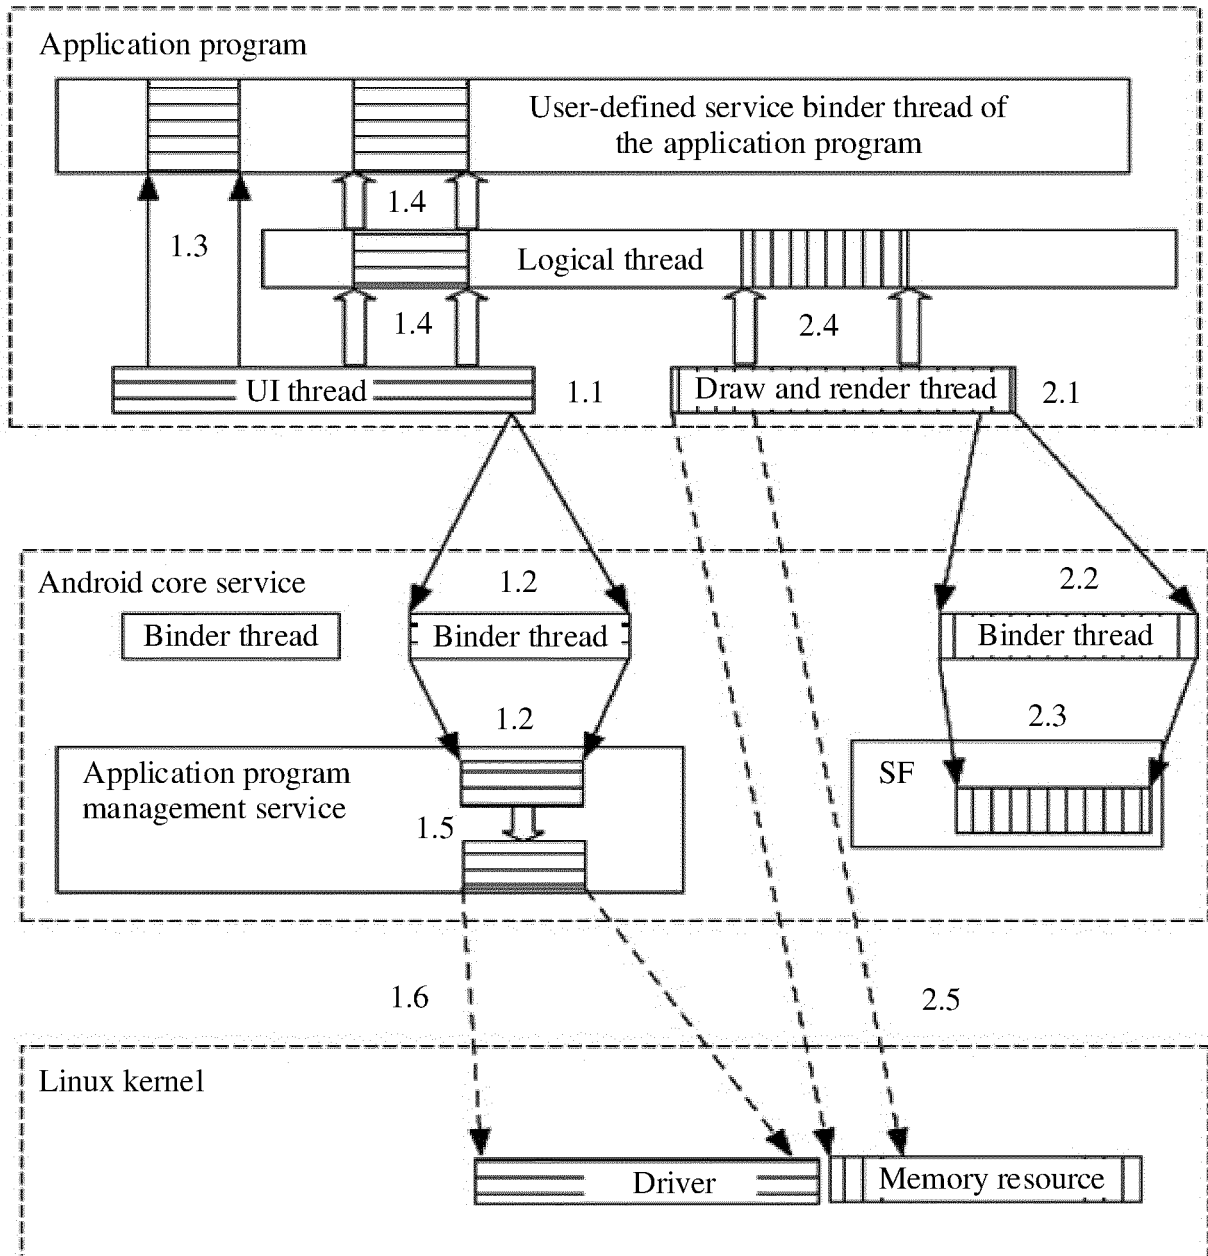 Application program
User-defined service binder thread of
the application program
1.4
1.3
Logical thread
1.4
2.4
UI thread
1.1
Draw and render thread
2.1
Android core service
1.2
2.2
Binder thread
Binder thread
Binder thread
1.2
2.3
Application program
management service
SF
1.5
1.6
2.5
Linux kernel
Driver
Memory resource